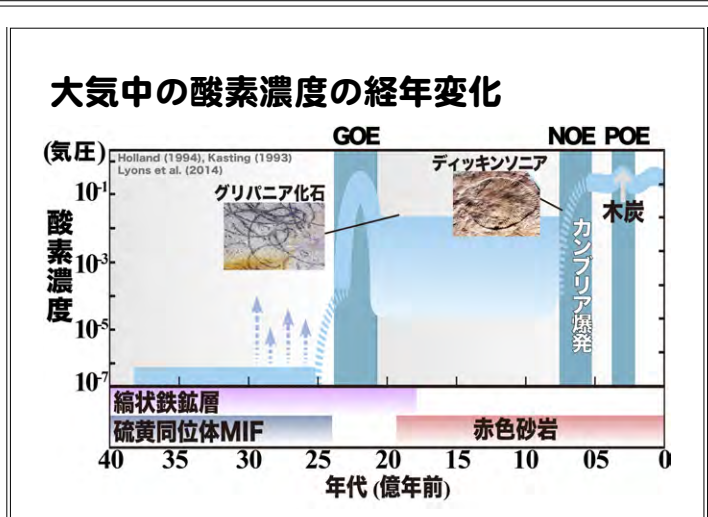 大気中の酸素濃度の経年変化
GOE NOE POE
(気圧)
Holland (1994), Kasting (1993)
Lyons et al. (2014)
ディッキンソニア
グリパニア化石
木炭
カンブリア爆発
酸素濃度
10-1
10-3
10-5
10-7
縞状鉄鉱層
硫黄同位体MIF 赤色砂岩
40 35 30 25 20 15 10 05 0
年代 (億年前)